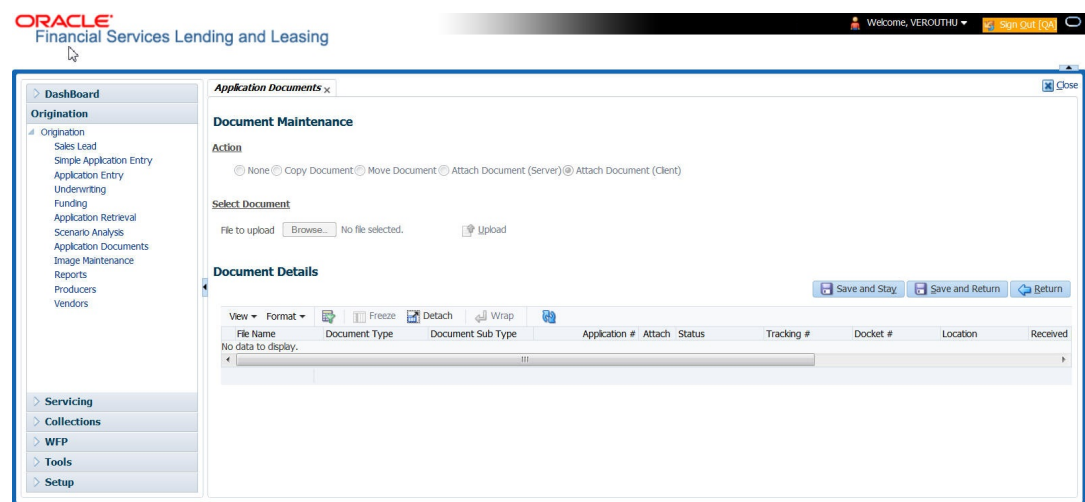 ORACLE
Financial Services Lending and Leasing
Welcome, VEROUTHU
Sign Out [QA]
DashBoard
Origination
Origination
Sales Lead
Simple Application Entry
Application Entry
Underwriting
Funding
Application Retrieval
Scenario Analysis
Application Documents
Image Maintenance
Reports
Producers
Vendors
Servicing
Collections
WFP
Tools
Setup
Application Documents x
Close
Document Maintenance
Action
None Copy Document Move Document Attach Document (Server) Attach Document (Client)
Select Document
File to upload Browse... No file selected. Upload
Document Details
Save and Stay Save and Return Return
View Format Freeze Detach Wrap
File Name Document Type Document Sub Type Application # Attach Status Tracking # Docket # Location Received
No data to display.